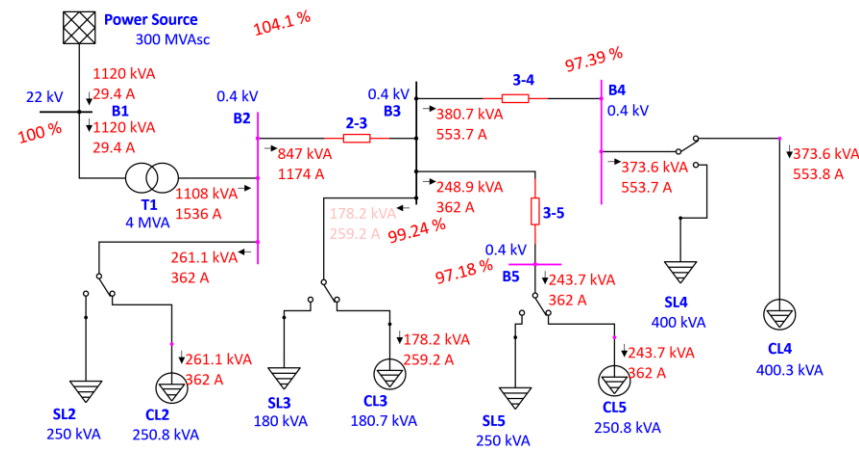 Power Source
300 MVAsc
104.1 %
1120 kVA
29.4 A
22 kV
B1
100 %
1120 kVA
29.4 A
T1
4 MVA
1108 kVA
1536 A
0.4 kV
B2
847 kVA
1174 A
2-3
0.4 kV
B3
380.7 kVA
553.7 A
3-4
97.39 %
B4
0.4 kV
373.6 kVA
553.7 A
373.6 kVA
553.8 A
248.9 kVA
362 A
3-5
178.2 kVA
259.2 A
99.24 %
0.4 kV
97.18 %
B5
243.7 kVA
362 A
261.1 kVA
362 A
261.1 kVA
362 A
178.2 kVA
259.2 A
243.7 kVA
362 A
SL2
250 kVA
CL2
250.8 kVA
SL3
180 kVA
CL3
180.7 kVA
SL5
250 kVA
CL5
250.8 kVA
SL4
400 kVA
CL4
400.3 kVA